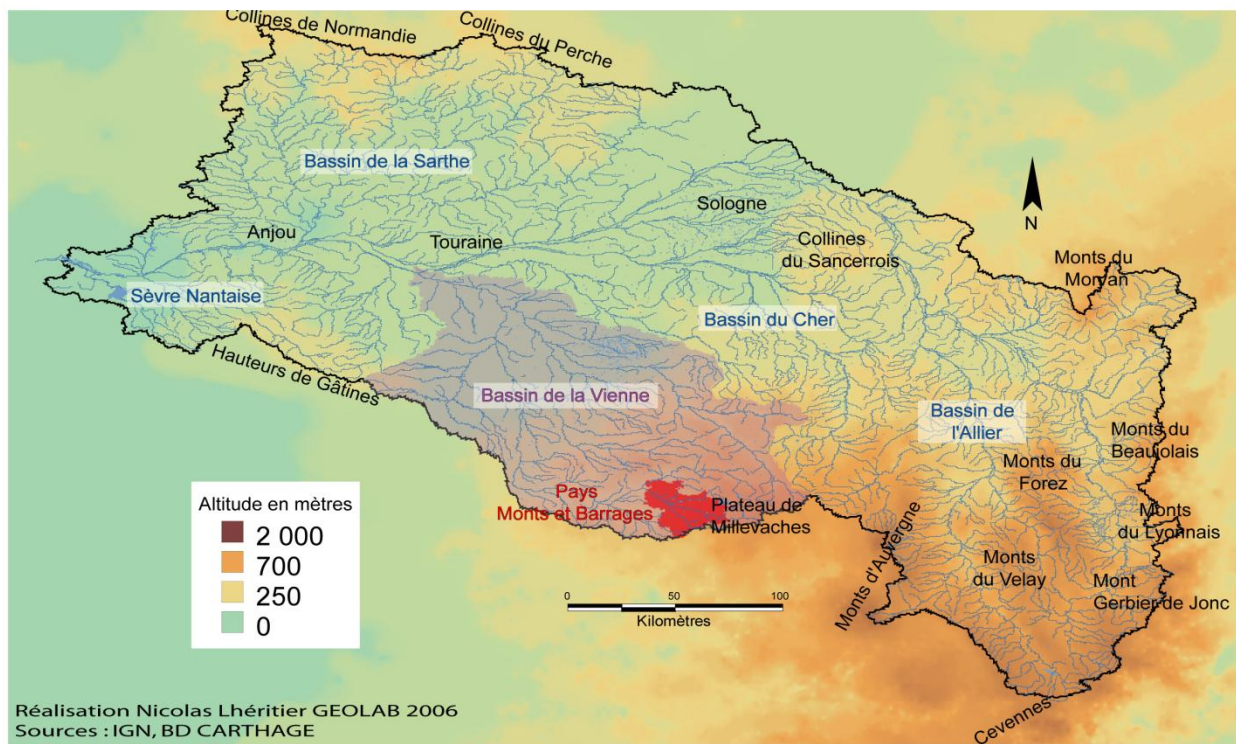 Collines de Normandie
Collines du Perche
Bassin de la Sarthe
Sologne
Anjou
Touraine
Collines
du Sancerrois
N
Monts du
Morvan
Sèvre Nantaise
Bassin du Cher
Hauteurs de Gâtines
Bassin de la Vienne
Bassin de
l'Allier
Monts du
Beaujolais
Monts du
Forez
Pays
Monts et Barrages
Plateau de
Millevaches
Monts
du Lyonnais
Monts d'Auvergne
Monts
du Velay
Mont
Gerbier de Jonc
Cevennes
Altitude en mètres
2 000
700
250
0
0 50 100
Kilomètres
Réalisation Nicolas Lhéritier GEOLAB 2006
Sources : IGN, BD CARTHAGE